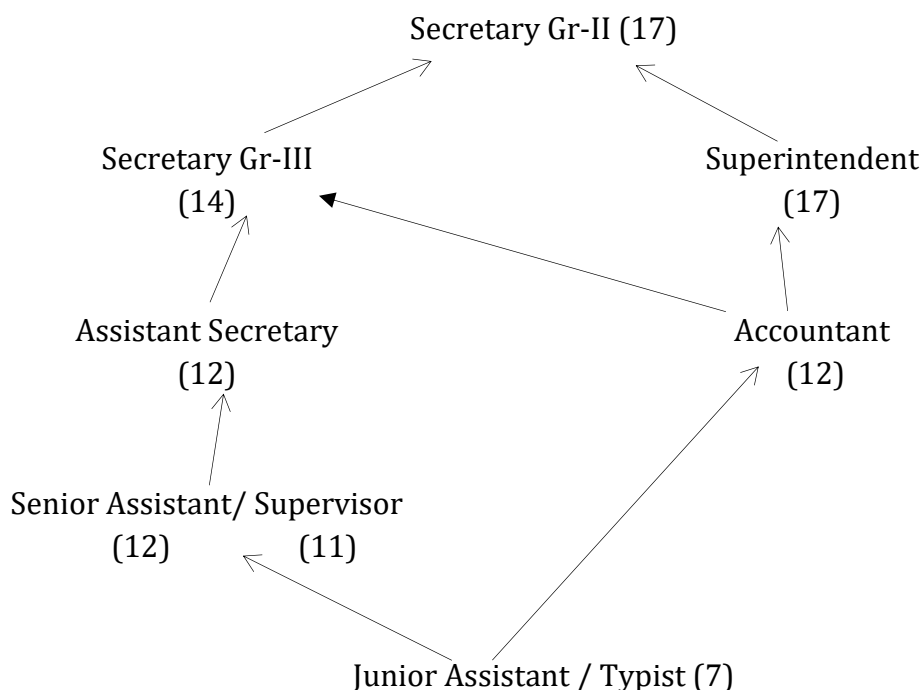 Secretary Gr-II (17)
Secretary Gr-III
(14)
Superintendent
(17)
Assistant Secretary
(12)
Accountant
(12)
Senior Assistant/ Supervisor
(12) (11)
Junior Assistant / Typist (7)